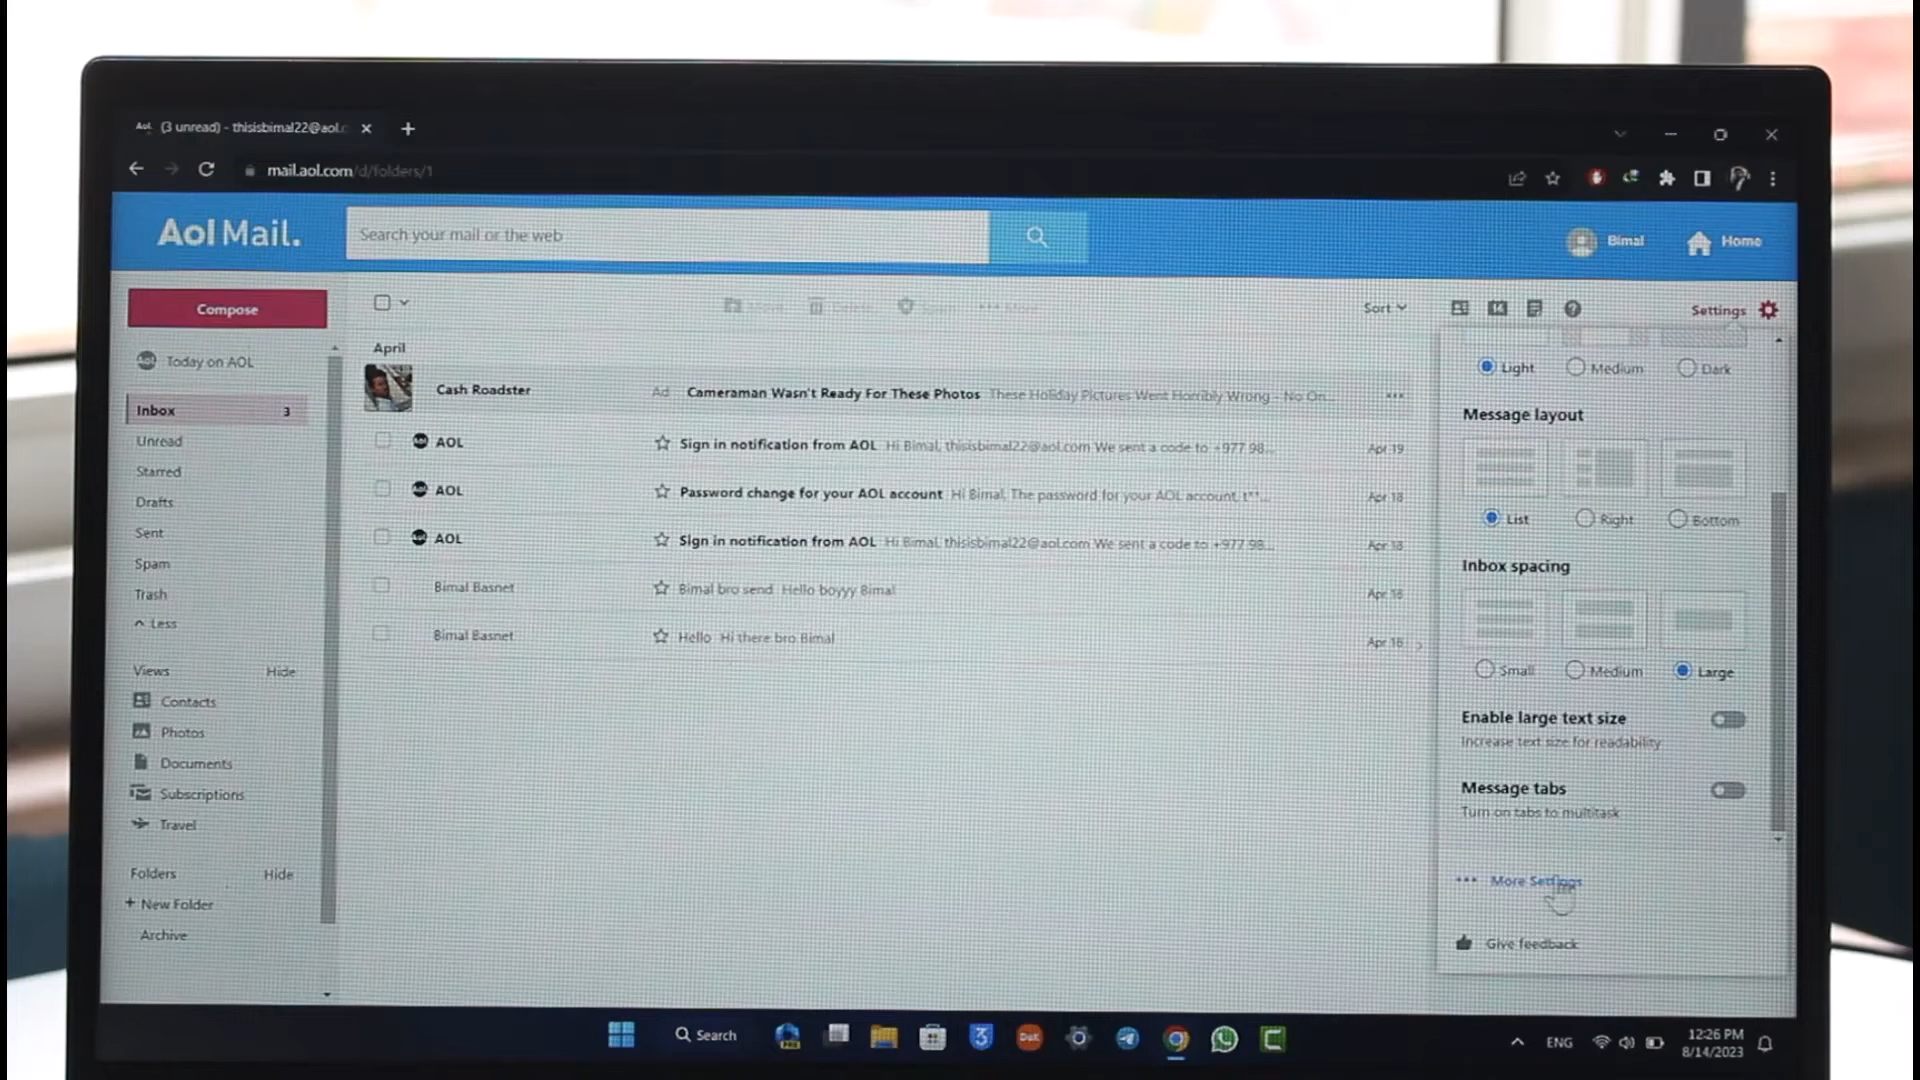 Aol. (3 unread) - thisisbimal22@aol.c
mail.aol.com/d/folders/1
Aol Mail.
Search your mail or the web
Bimal
Home
Compose
Sort
Settings
Today on AOL
April
Cash Roadster
Ad Cameraman Wasn't Ready For These Photos These Holiday Pictures Went Horribly Wrong - No On...
Light
Medium
Dark
Inbox 3
Message layout
Unread
AOL
Sign in notification from AOL Hi Bimal, thisisbimal22@aol.com We sent a code to +977 98...
Apr 19
Starred
AOL
Password change for your AOL account Hi Bimal, The password for your AOL account, t**...
Apr 18
Drafts
List
Right
Bottom
Sent
AOL
Sign in notification from AOL Hi Bimal, thisisbimal22@aol.com We sent a code to +977 98...
Apr 18
Spam
Inbox spacing
Trash
Bimal Basnet
Bimal bro send Hello boyyy Bimal
Apr 18
Less
Bimal Basnet
Hello Hi there bro Bimal
Apr 18
Views
Hide
Small
Medium
Large
Contacts
Enable large text size
Photos
Increase text size for readability
Documents
Subscriptions
Message tabs
Travel
Turn on tabs to multitask
Folders
Hide
More Settings
New Folder
Archive
Give feedback
Search
ENG
12:26 PM
8/14/2023